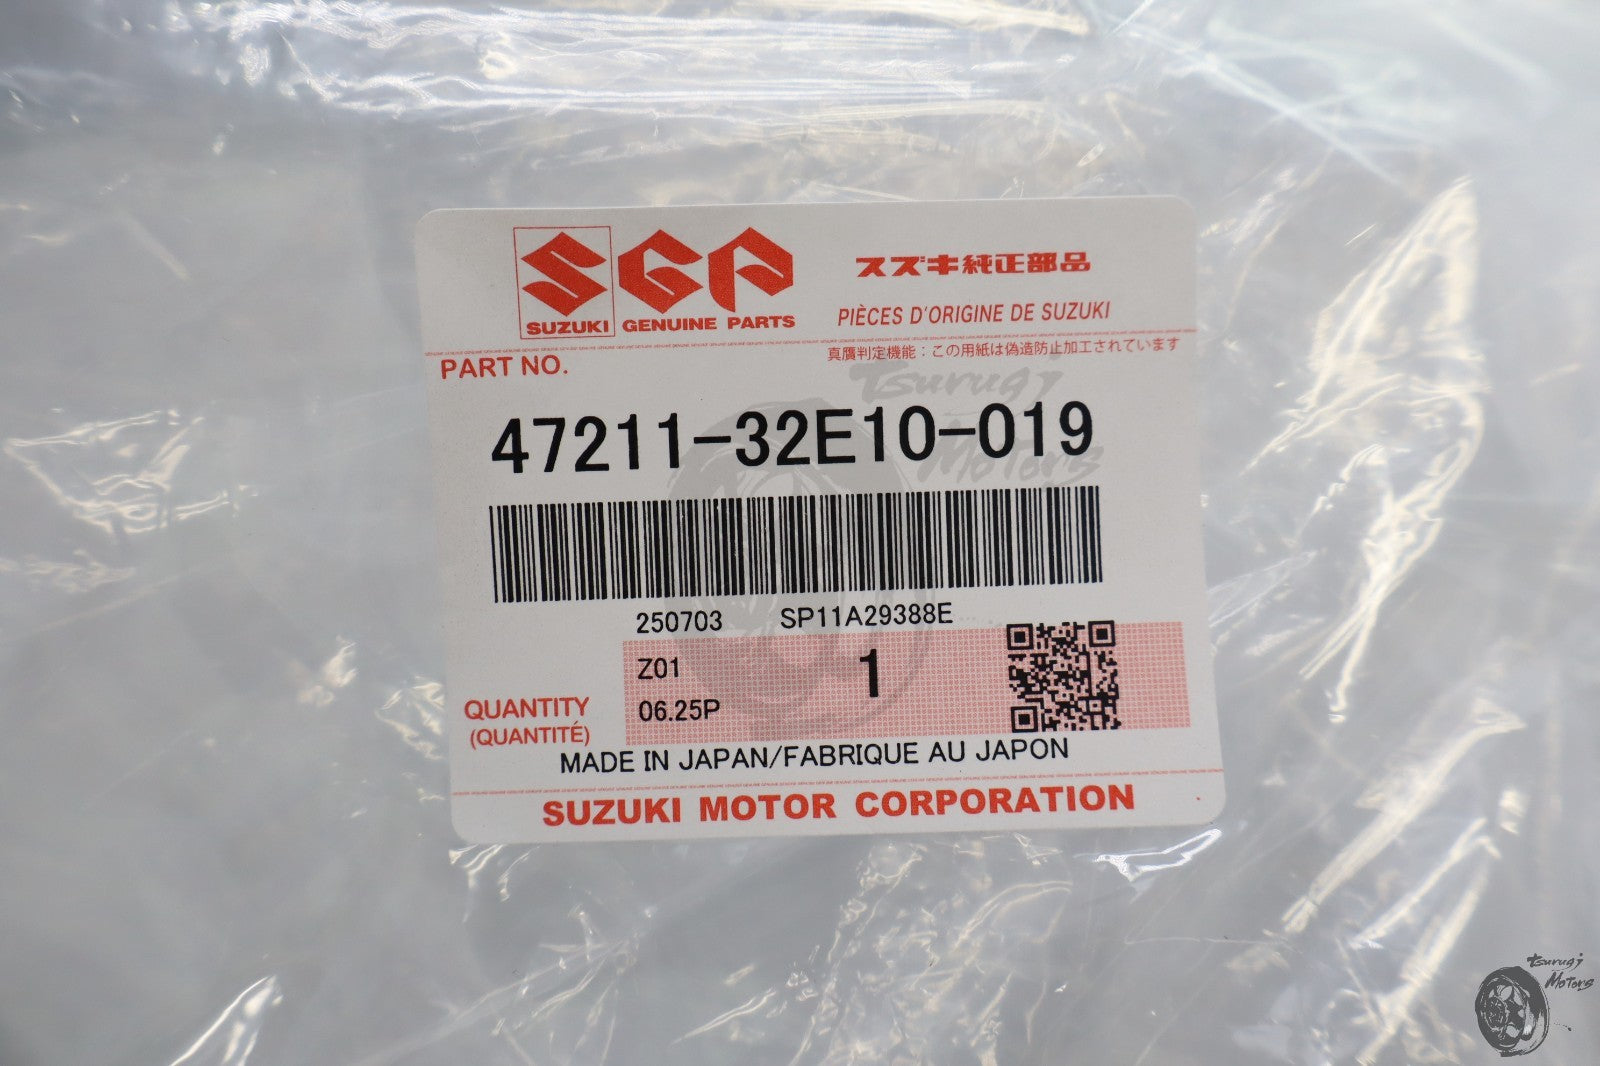 SGP
SUZUKI GENUINE PARTS
スズキ純正部品
PIÈCES D'ORIGINE DE SUZUKI
真贋判定機能：この用紙は偽造防止加工されています
PART NO.
47211-32E10-019
250703 SP11A29388E
Z01
1
06.25P
QUANTITY
(QUANTITÉ)
MADE IN JAPAN/FABRIQUE AU JAPON
SUZUKI MOTOR CORPORATION
Tsurugi
Motors
Tsurugi
Motors